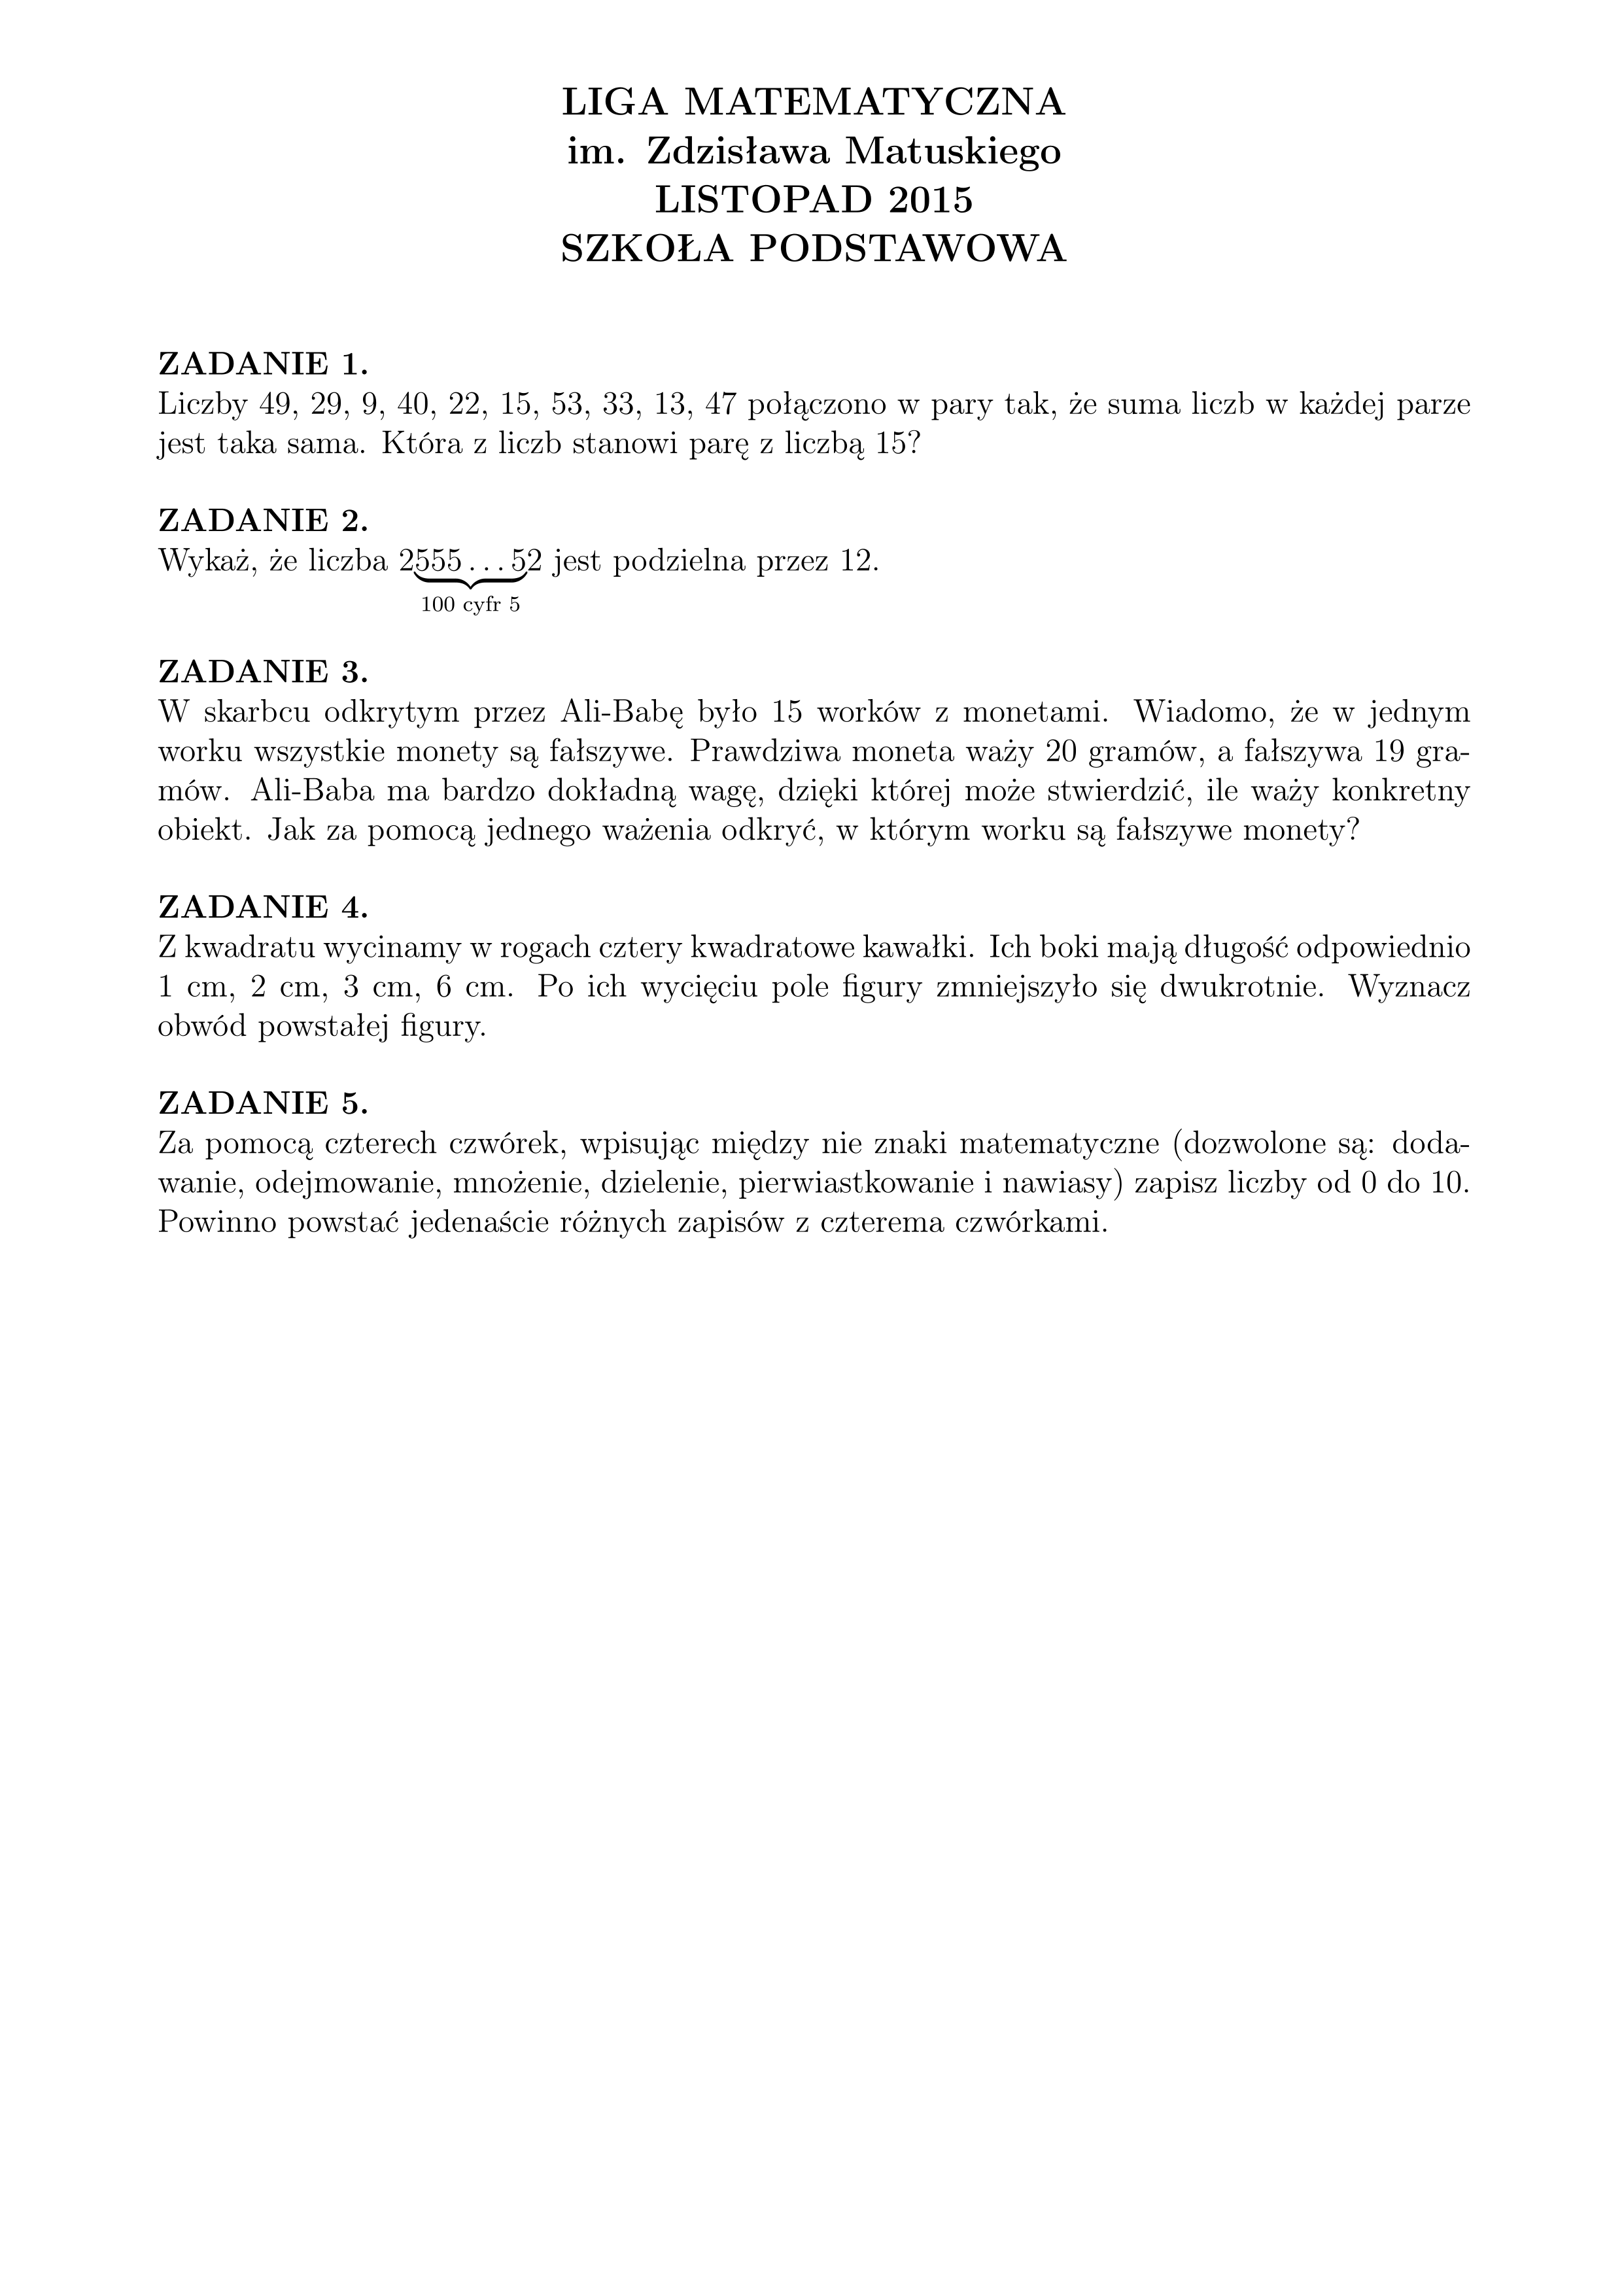 LIGA MATEMATYCZNA
im. Zdzisława Matuskiego
LISTOPAD 2015
SZKOŁA PODSTAWOWA
ZADANIE 1.
Liczby 49, 29, 9, 40, 22, 15, 53, 33, 13, 47 połączono w pary tak, że suma liczb w każdej parze
jest taka sama. Która z liczb stanowi parę z liczbą 15?
ZADANIE 2.
Wykaż, że liczba 2555...52 jest podzielna przez 12.
100 cyfr 5
ZADANIE 3.
W skarbcu odkrytym przez Ali-Babę było 15 worków z monetami. Wiadomo, że w jednym
worku wszystkie monety są fałszywe. Prawdziwa moneta waży 20 gramów, a fałszywa 19 gra-
mów. Ali-Baba ma bardzo dokładną wagę, dzięki której może stwierdzić, ile waży konkretny
obiekt. Jak za pomocą jednego ważenia odkryć, w którym worku są fałszywe monety?
ZADANIE 4.
Z kwadratu wycinamy w rogach cztery kwadratowe kawałki. Ich boki mają długość odpowiednio
1 cm, 2 cm, 3 cm, 6 cm. Po ich wycięciu pole figury zmniejszyło się dwukrotnie. Wyznacz
obwód powstałej figury.
ZADANIE 5.
Za pomocą czterech czwórek, wpisując między nie znaki matematyczne (dozwolone są: doda-
wanie, odejmowanie, mnożenie, dzielenie, pierwiastkowanie i nawiasy) zapisz liczby od 0 do 10.
Powinno powstać jedenaście różnych zapisów z czterema czwórkami.